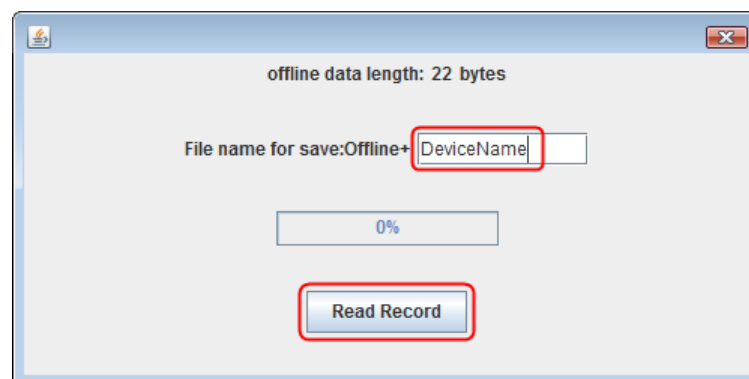 offline data length: 22 bytes
File name for save:Offline+ DeviceName
0%
Read Record